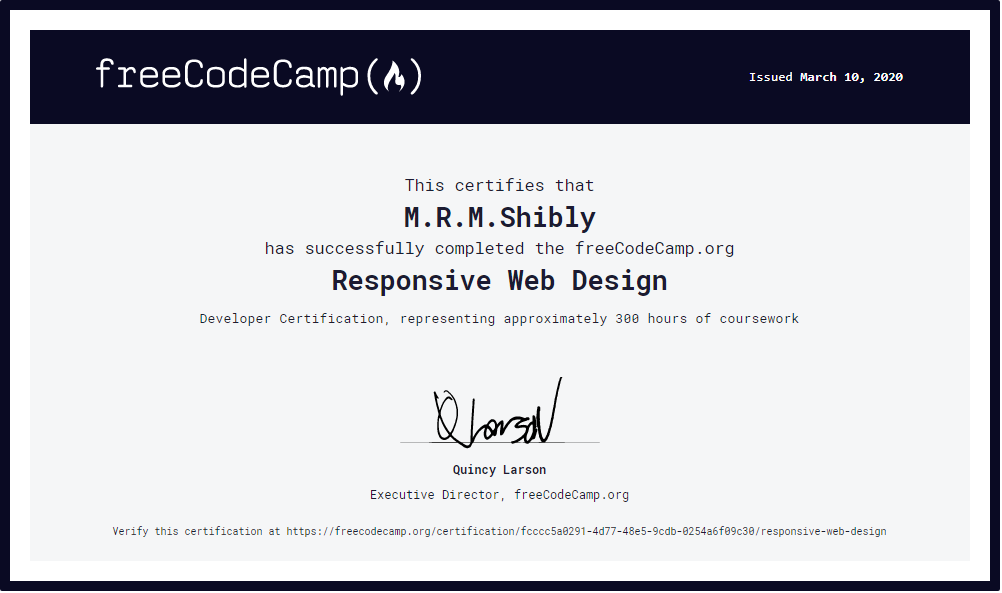 freeCodeCamp(🔥)
Issued March 10, 2020
This certifies that
M.R.M.Shibly
has successfully completed the freeCodeCamp.org
Responsive Web Design
Developer Certification, representing approximately 300 hours of coursework
QLarson
Quincy Larson
Executive Director, freeCodeCamp.org
Verify this certification at https://freecodecamp.org/certification/fcccc5a0291-4d77-48e5-9cdb-0254a6f09c30/responsive-web-design